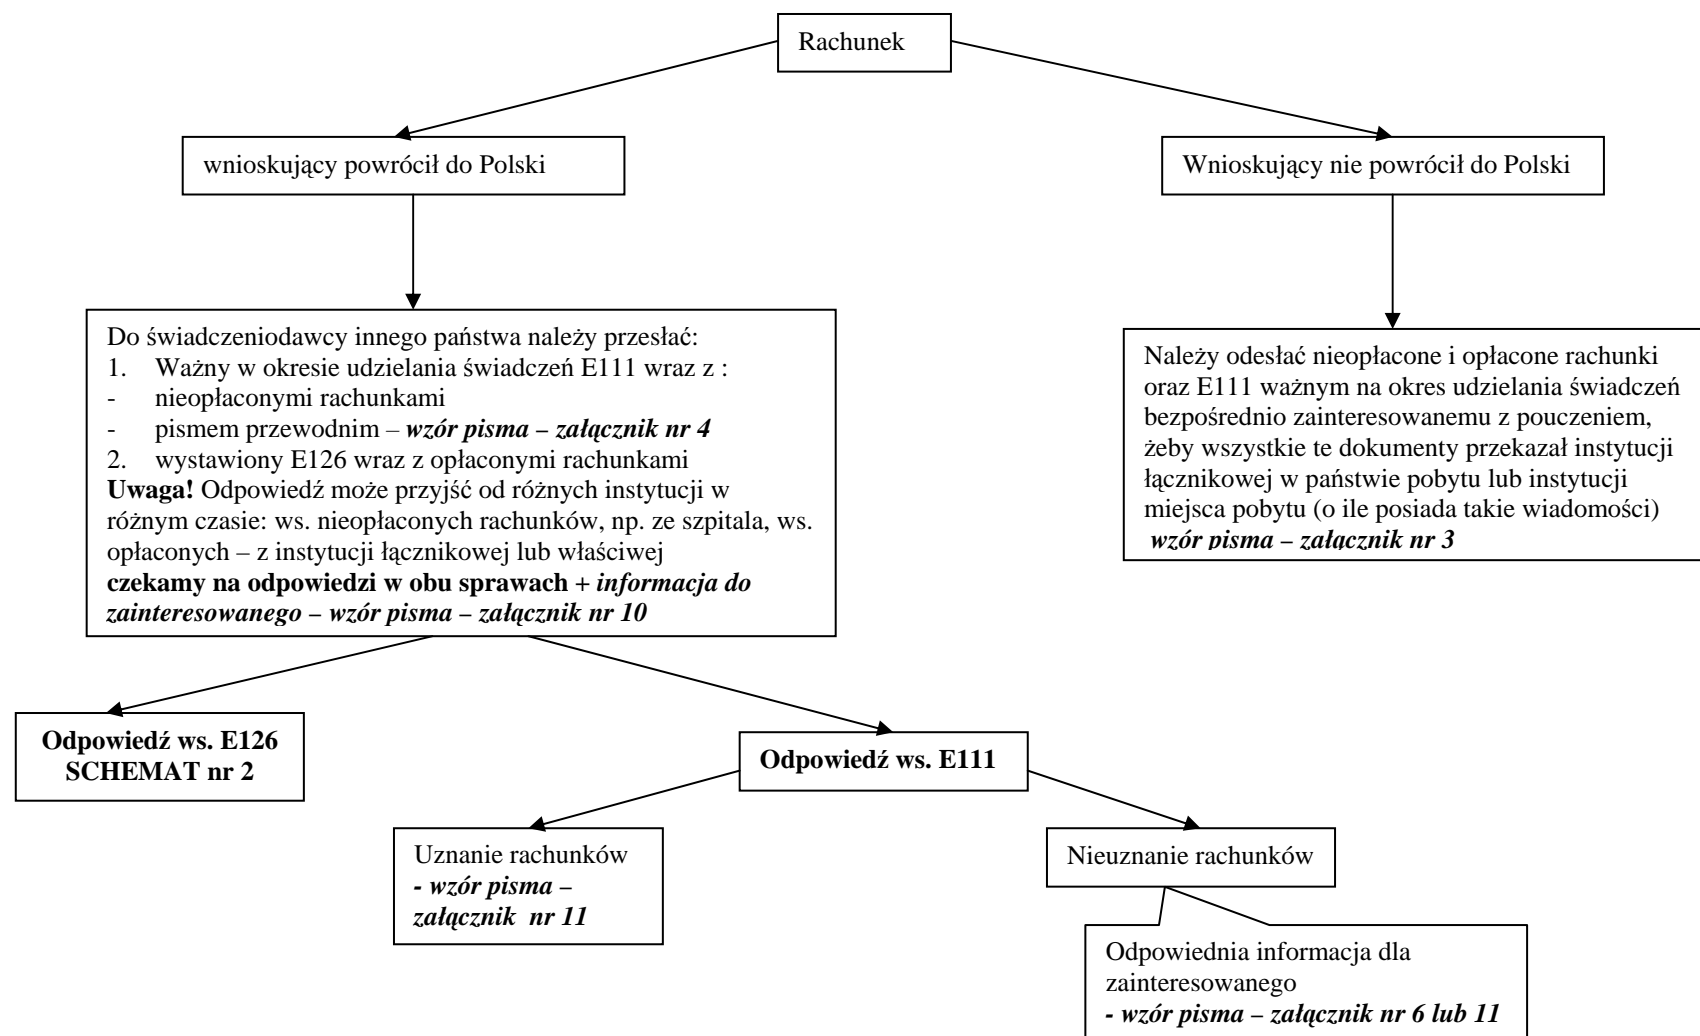 Rachunek
wnioskujący powrócił do Polski
Wnioskujący nie powrócił do Polski
Do świadczeniodawcy innego państwa należy przesłać:
1. Ważny w okresie udzielania świadczeń E111 wraz z :
- nieopłaconymi rachunkami
- pismem przewodnim – wzór pisma – załącznik nr 4
2. wystawiony E126 wraz z opłaconymi rachunkami
Uwaga! Odpowiedź może przyjść od różnych instytucji w
różnym czasie: ws. nieopłaconych rachunków, np. ze szpitala, ws.
opłaconych – z instytucji łącznikowej lub właściwej
czekamy na odpowiedzi w obu sprawach + informacja do
zainteresowanego – wzór pisma – załącznik nr 10
Należy odesłać nieopłacone i opłacone rachunki
oraz E111 ważnym na okres udzielania świadczeń
bezpośrednio zainteresowanemu z pouczeniem,
żeby wszystkie te dokumenty przekazał instytucji
łącznikowej w państwie pobytu lub instytucji
miejsca pobytu (o ile posiada takie wiadomości)
wzór pisma – załącznik nr 3
Odpowiedź ws. E126
SCHEMAT nr 2
Odpowiedź ws. E111
Uznanie rachunków
- wzór pisma –
załącznik nr 11
Nieuznanie rachunków
Odpowiednia informacja dla
zainteresowanego
- wzór pisma – załącznik nr 6 lub 11